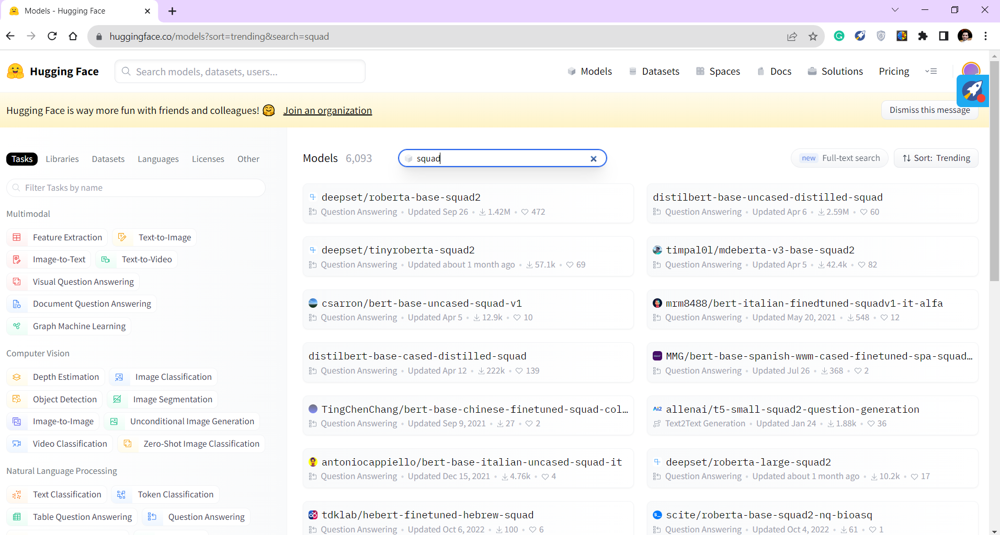 Models - Hugging Face
huggingface.co/models?sort=trending&search=squad
Hugging Face
Search models, datasets, users...
Models
Datasets
Spaces
Docs
Solutions
Pricing
Hugging Face is way more fun with friends and colleagues! 🤗 Join an organization
Dismiss this message
Tasks Libraries Datasets Languages Licenses Other
Filter Tasks by name
Multimodal
Feature Extraction
Text-to-Image
Image-to-Text
Text-to-Video
Visual Question Answering
Document Question Answering
Graph Machine Learning
Computer Vision
Depth Estimation
Image Classification
Object Detection
Image Segmentation
Image-to-Image
Unconditional Image Generation
Video Classification
Zero-Shot Image Classification
Natural Language Processing
Text Classification
Token Classification
Table Question Answering
Question Answering
Models 6,093
squad
new Full-text search
Sort: Trending
deepset/roberta-base-squad2
Question Answering • Updated Sep 26 • 1.42M • 472
distilbert-base-uncased-distilled-squad
Question Answering • Updated Apr 6 • 2.59M • 60
deepset/tinyroberta-squad2
Question Answering • Updated about 1 month ago • 57.1k • 69
timpal0l/mdeberta-v3-base-squad2
Question Answering • Updated Apr 5 • 42.4k • 82
csarron/bert-base-uncased-squad-v1
Question Answering • Updated Apr 5 • 12.9k • 10
mrm8488/bert-italian-finedtuned-squadv1-it-alfa
Question Answering • Updated May 20, 2021 • 548 • 12
distilbert-base-cased-distilled-squad
Question Answering • Updated Apr 12 • 222k • 139
MMG/bert-base-spanish-wwm-cased-finetuned-spa-squad…
Question Answering • Updated Jul 26 • 368 • 2
TingChenChang/bert-base-chinese-finetuned-squad-col…
Question Answering • Updated Sep 9, 2021 • 27 • 2
Ai2 allenai/t5-small-squad2-question-generation
Text2Text Generation • Updated Jan 24 • 1.88k • 36
antoniocappiello/bert-base-italian-uncased-squad-it
Question Answering • Updated Dec 15, 2021 • 4.76k • 4
deepset/roberta-large-squad2
Question Answering • Updated about 1 month ago • 10.2k • 17
tdklab/hebert-finetuned-hebrew-squad
Question Answering • Updated Oct 6, 2022 • 100 • 6
scite/roberta-base-squad2-nq-bioasq
Question Answering • Updated Oct 4, 2022 • 61 • 1